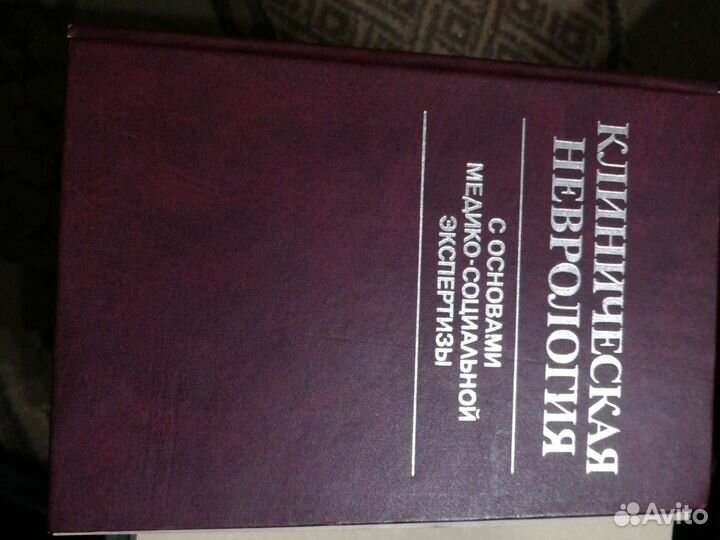 КЛИНИЧЕСКАЯ
НЕВРОЛОГИЯ
С ОСНОВАМИ
МЕДИКО-СОЦИАЛЬНОЙ
ЭКСПЕРТИЗЫ
Avito